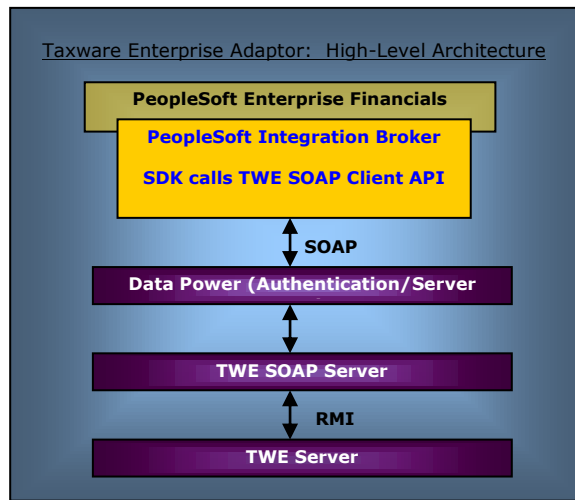 Taxware Enterprise Adaptor: High-Level Architecture
PeopleSoft Enterprise Financials
PeopleSoft Integration Broker
SDK calls TWE SOAP Client API
SOAP
Data Power (Authentication/Server
TWE SOAP Server
RMI
TWE Server